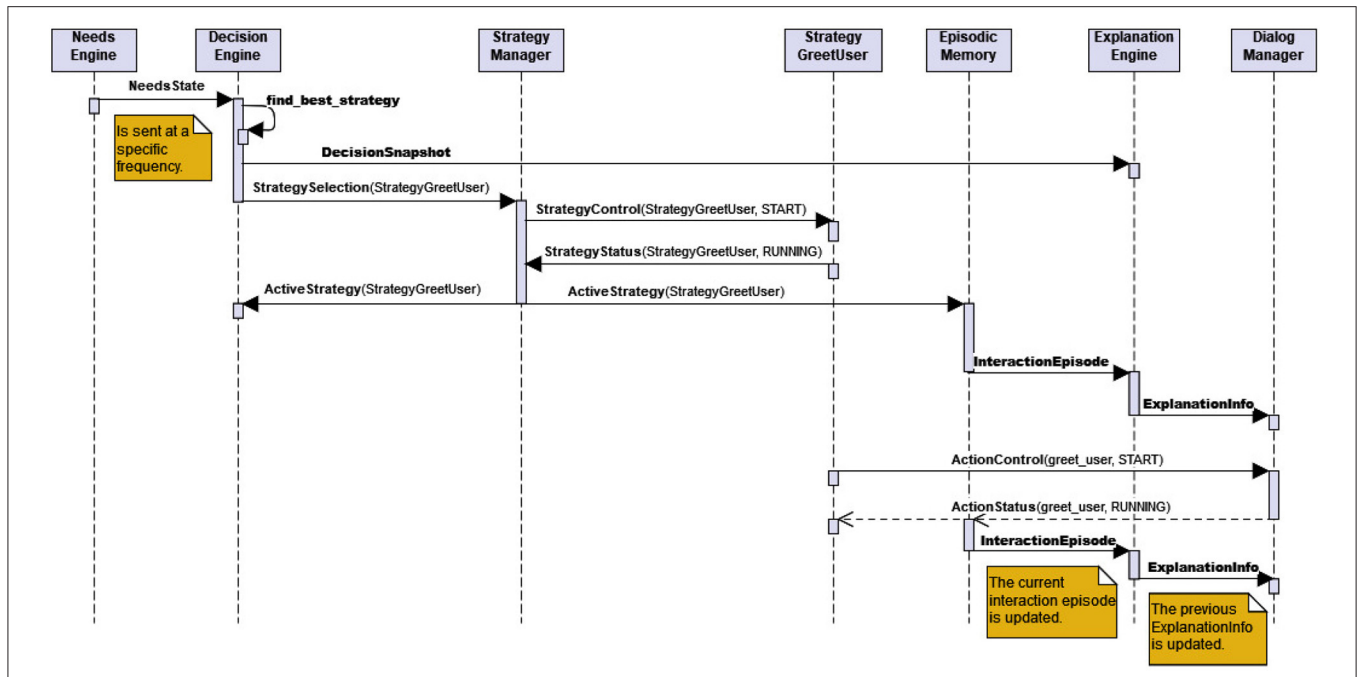 Needs
Engine
Decision
Engine
Strategy
Manager
Strategy
GreetUser
Episodic
Memory
Explanation
Engine
Dialog
Manager
NeedsState
find_best_strategy
Is sent at a
specific
frequency.
DecisionSnapshot
StrategySelection(StrategyGreetUser)
StrategyControl(StrategyGreetUser, START)
StrategyStatus(StrategyGreetUser, RUNNING)
ActiveStrategy(StrategyGreetUser)
ActiveStrategy(StrategyGreetUser)
InteractionEpisode
ExplanationInfo
ActionControl(greet_user, START)
ActionStatus(greet_user, RUNNING)
InteractionEpisode
ExplanationInfo
The current
interaction episode
is updated.
The previous
ExplanationInfo
is updated.